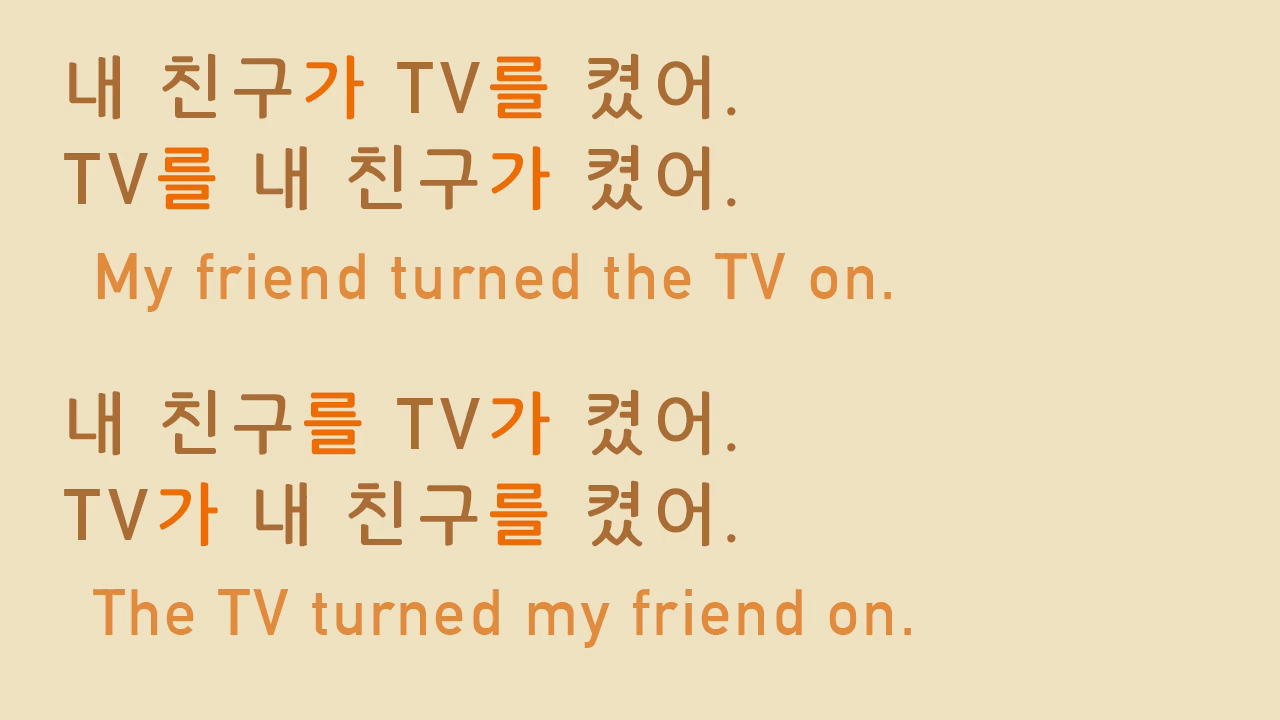 내 친구가 TV를 켰어.
TV를 내 친구가 켰어.
My friend turned the TV on.
내 친구를 TV가 켰어.
TV가 내 친구를 켰어.
The TV turned my friend on.